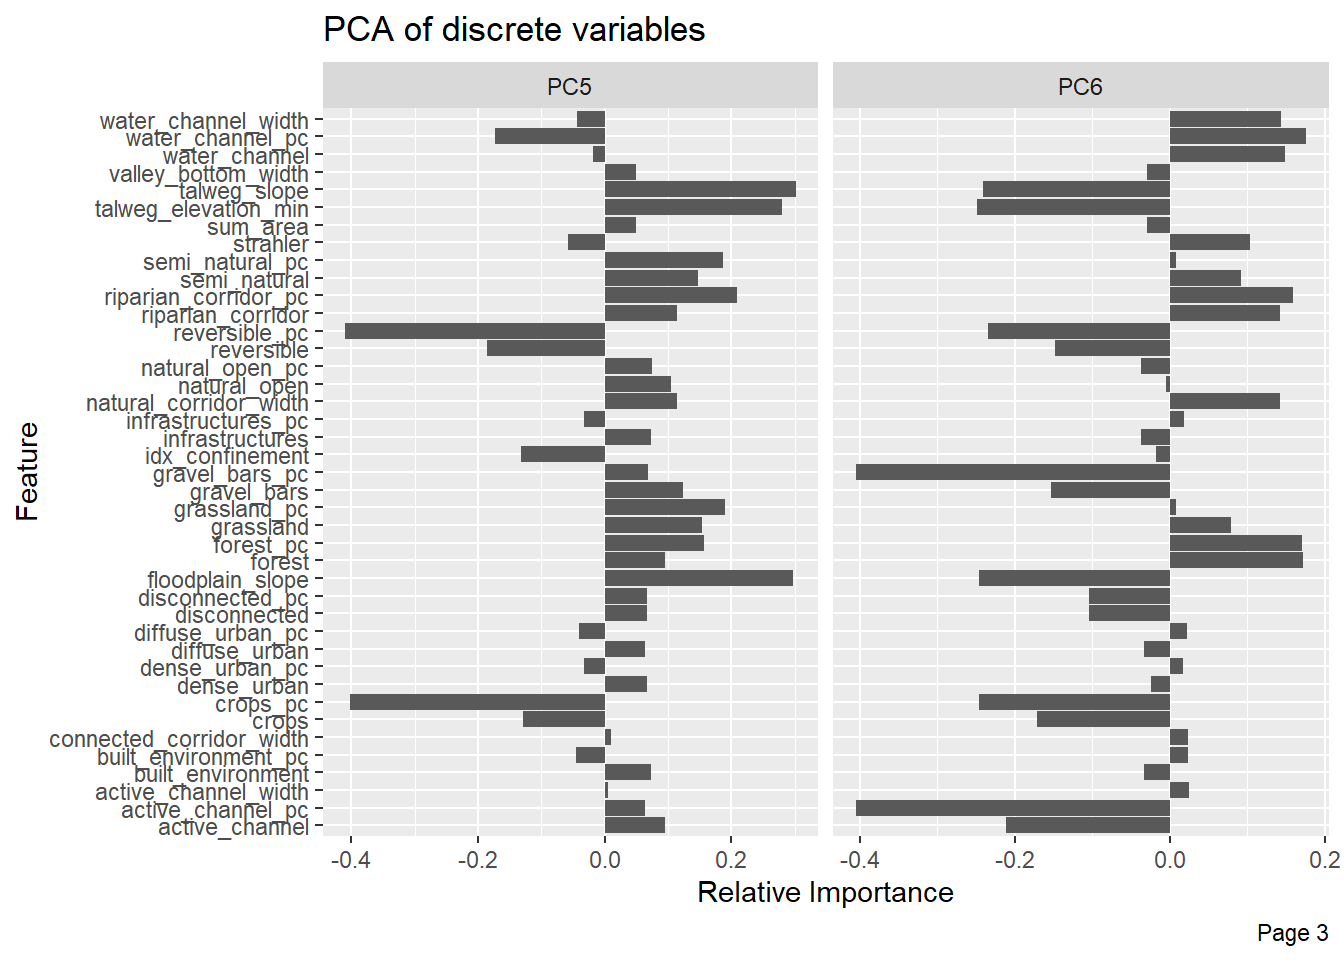 PCA of discrete variables
PC5
PC6
water_channel_width
water_channel_pc
water_channel
valley_bottom_width
talweg_slope
talweg_elevation_min
sum_area
strahler
semi_natural_pc
semi_natural
riparian_corridor_pc
riparian_corridor
reversible_pc
reversible
natural_open_pc
natural_open
natural_corridor_width
infrastructures_pc
infrastructures
idx_confinement
gravel_bars_pc
gravel_bars
grassland_pc
grassland
forest_pc
forest
floodplain_slope
disconnected_pc
disconnected
diffuse_urban_pc
diffuse_urban
dense_urban_pc
dense_urban
crops_pc
crops
connected_corridor_width
built_environment_pc
built_environment
active_channel_width
active_channel_pc
active_channel
Feature
-0.4 -0.2 0.0 0.2
-0.4 -0.2 0.0 0.2
Relative Importance
Page 3